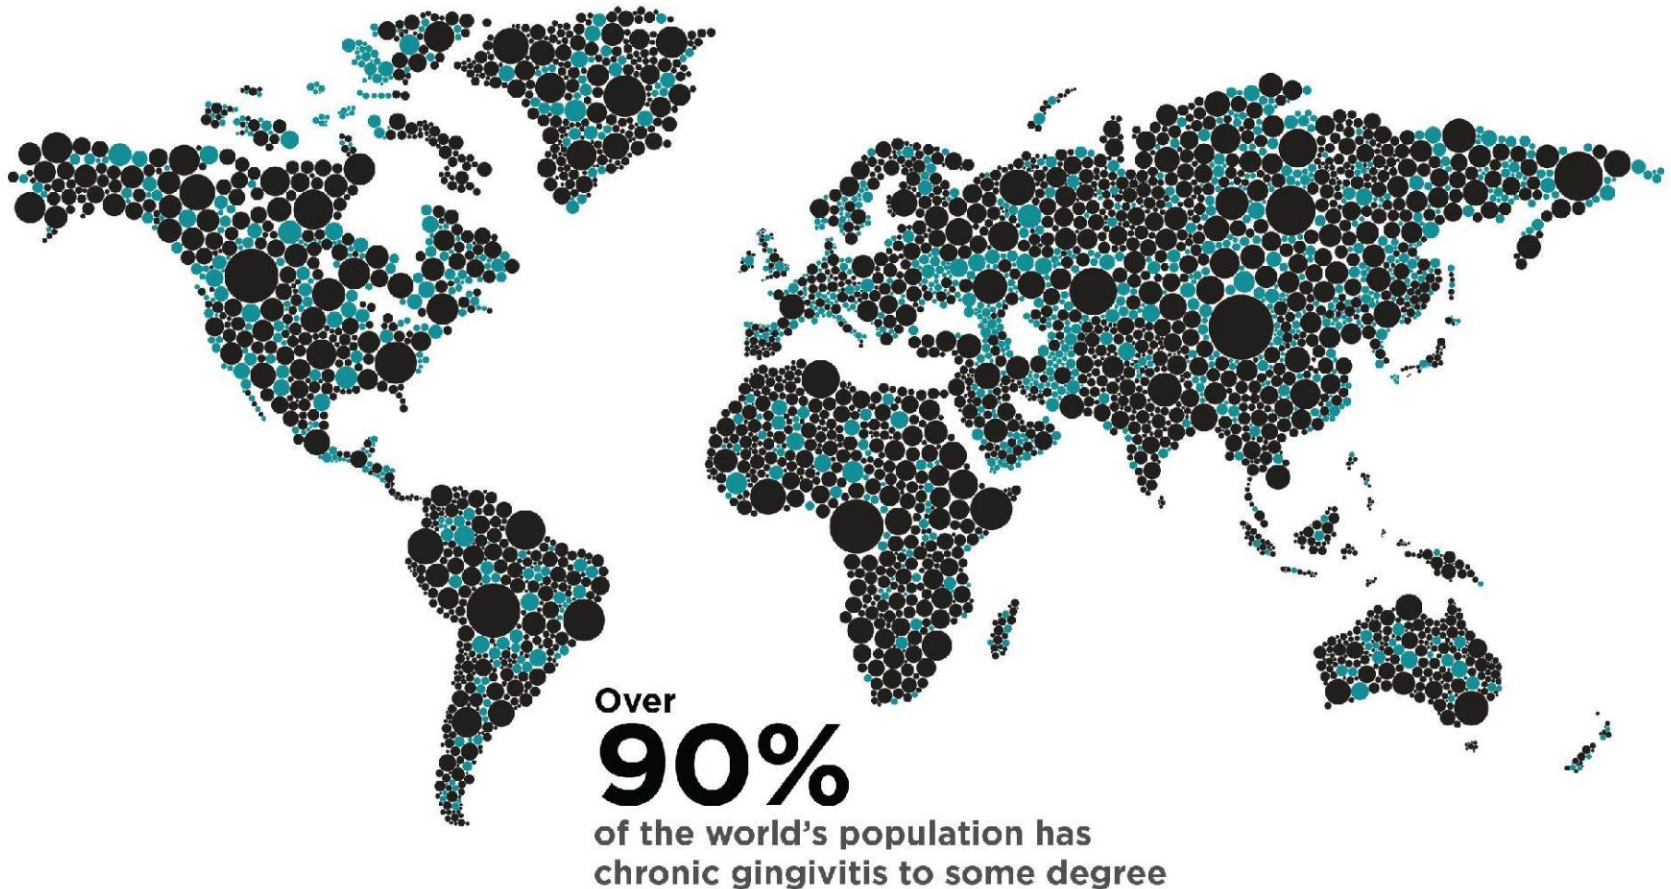 Over
90%
of the world's population has
chronic gingivitis to some degree